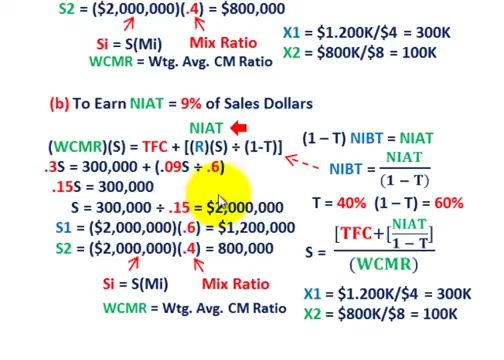 S2 = ($2,000,000)(.4) = $800,000
X1 = $1.200K/$4 = 300K
Si = S(Mi) Mix Ratio
X2 = $800K/$8 = 100K
WCMR = Wtg. Avg. CM Ratio
(b) To Earn NIAT = 9% of Sales Dollars
NIAT
(WCMR)(S) = TFC + [(R)(S) ÷ (1-T)]
.3S = 300,000 + (.09S ÷ .6)
.15S = 300,000
S = 300,000 ÷ .15 = $2,000,000
S1 = ($2,000,000)(.6) = $1,200,000
S2 = ($2,000,000)(.4) = 800,000
Si = S(Mi) Mix Ratio
WCMR = Wtg. Avg. CM Ratio
(1 – T) NIBT = NIAT
NIBT = NIAT / (1 – T)
T = 40% (1 – T) = 60%
S = [TFC+[NIAT / 1 – T] / (WCMR)
X1 = $1.200K/$4 = 300K
X2 = $800K/$8 = 100K